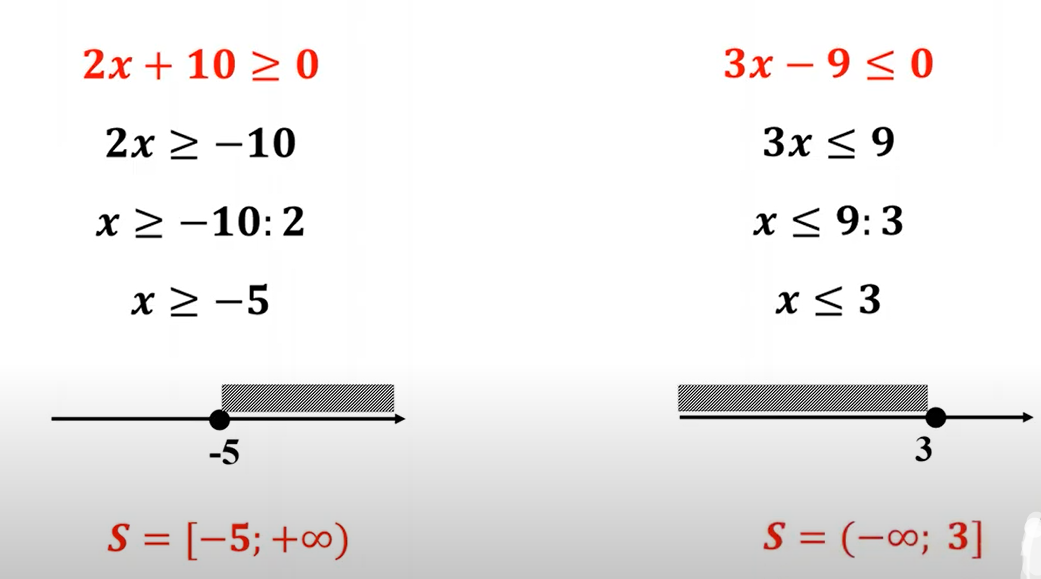 2x + 10 ≥ 0
2x ≥ −10
x ≥ −10: 2
x ≥ −5
-5
S = [−5; +∞)
3x − 9 ≤ 0
3x ≤ 9
x ≤ 9: 3
x ≤ 3
3
S = (−∞; 3]